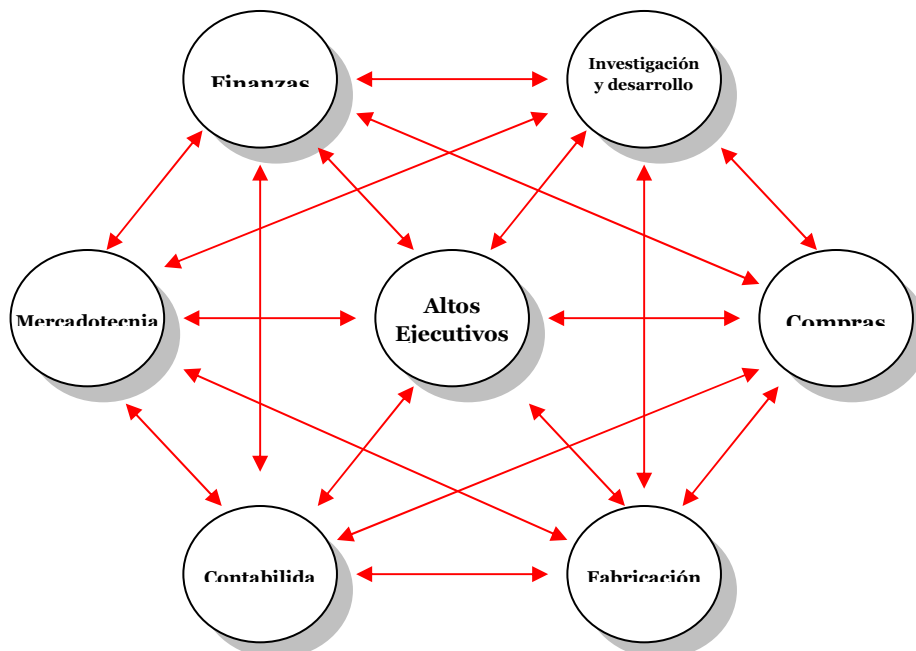 Finanzas
Investigación
y desarrollo
Mercadotecnia
Altos
Ejecutivos
Compras
Contabilida
Fabricación